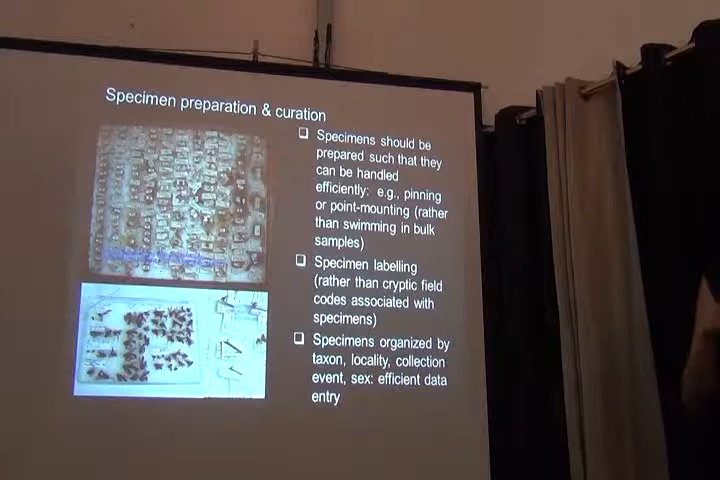 Specimen preparation & curation
❑ Specimens should be
prepared such that they
can be handled
efficiently: e.g., pinning
or point-mounting (rather
than swimming in bulk
samples)
❑ Specimen labelling
(rather than cryptic field
codes associated with
specimens)
❑ Specimens organized by
taxon, locality, collection
event, sex: efficient data
entry